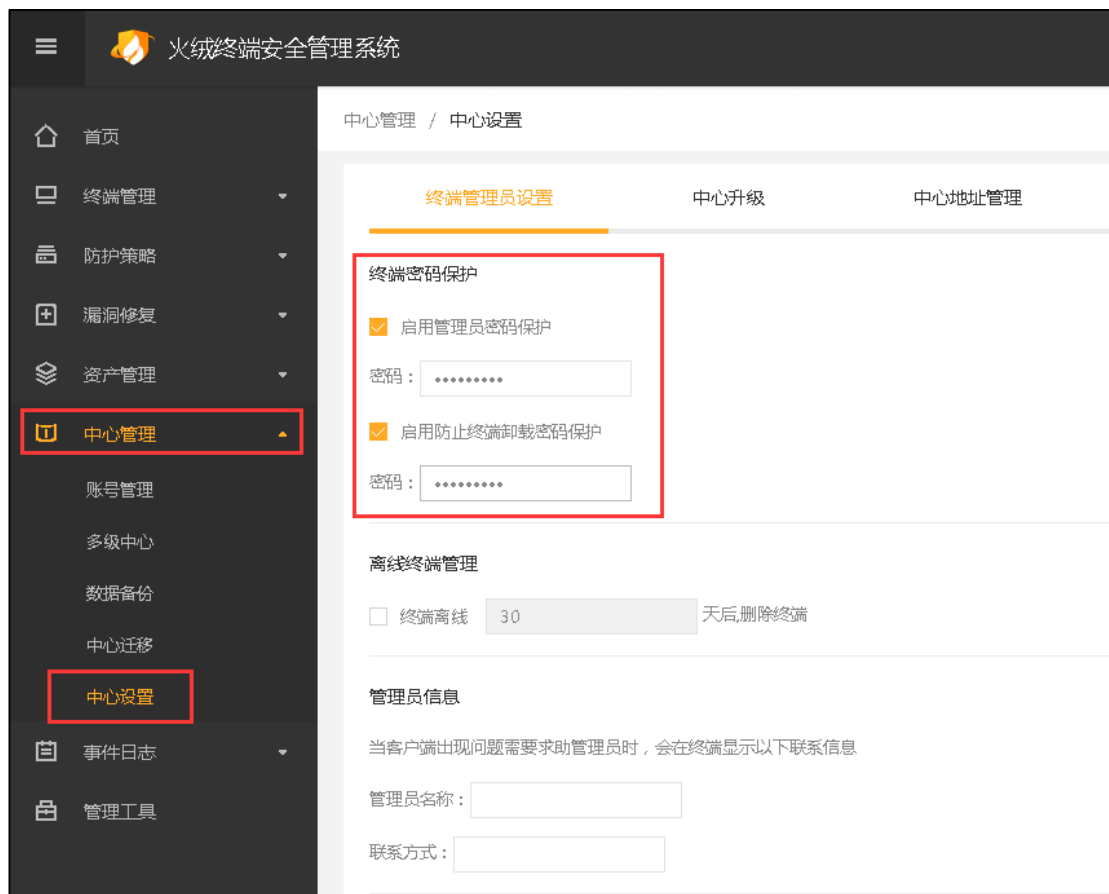 火绒终端安全管理系统
首页
终端管理
防护策略
漏洞修复
资产管理
中心管理
账号管理
多级中心
数据备份
中心迁移
中心设置
事件日志
管理工具
中心管理 / 中心设置
终端管理员设置 中心升级 中心地址管理
终端密码保护
启用管理员密码保护
密码：•••••••••
启用防止终端卸载密码保护
密码：•••••••••
离线终端管理
终端离线 30 天后,删除终端
管理员信息
当客户端出现问题需要求助管理员时，会在终端显示以下联系信息
管理员名称：
联系方式：